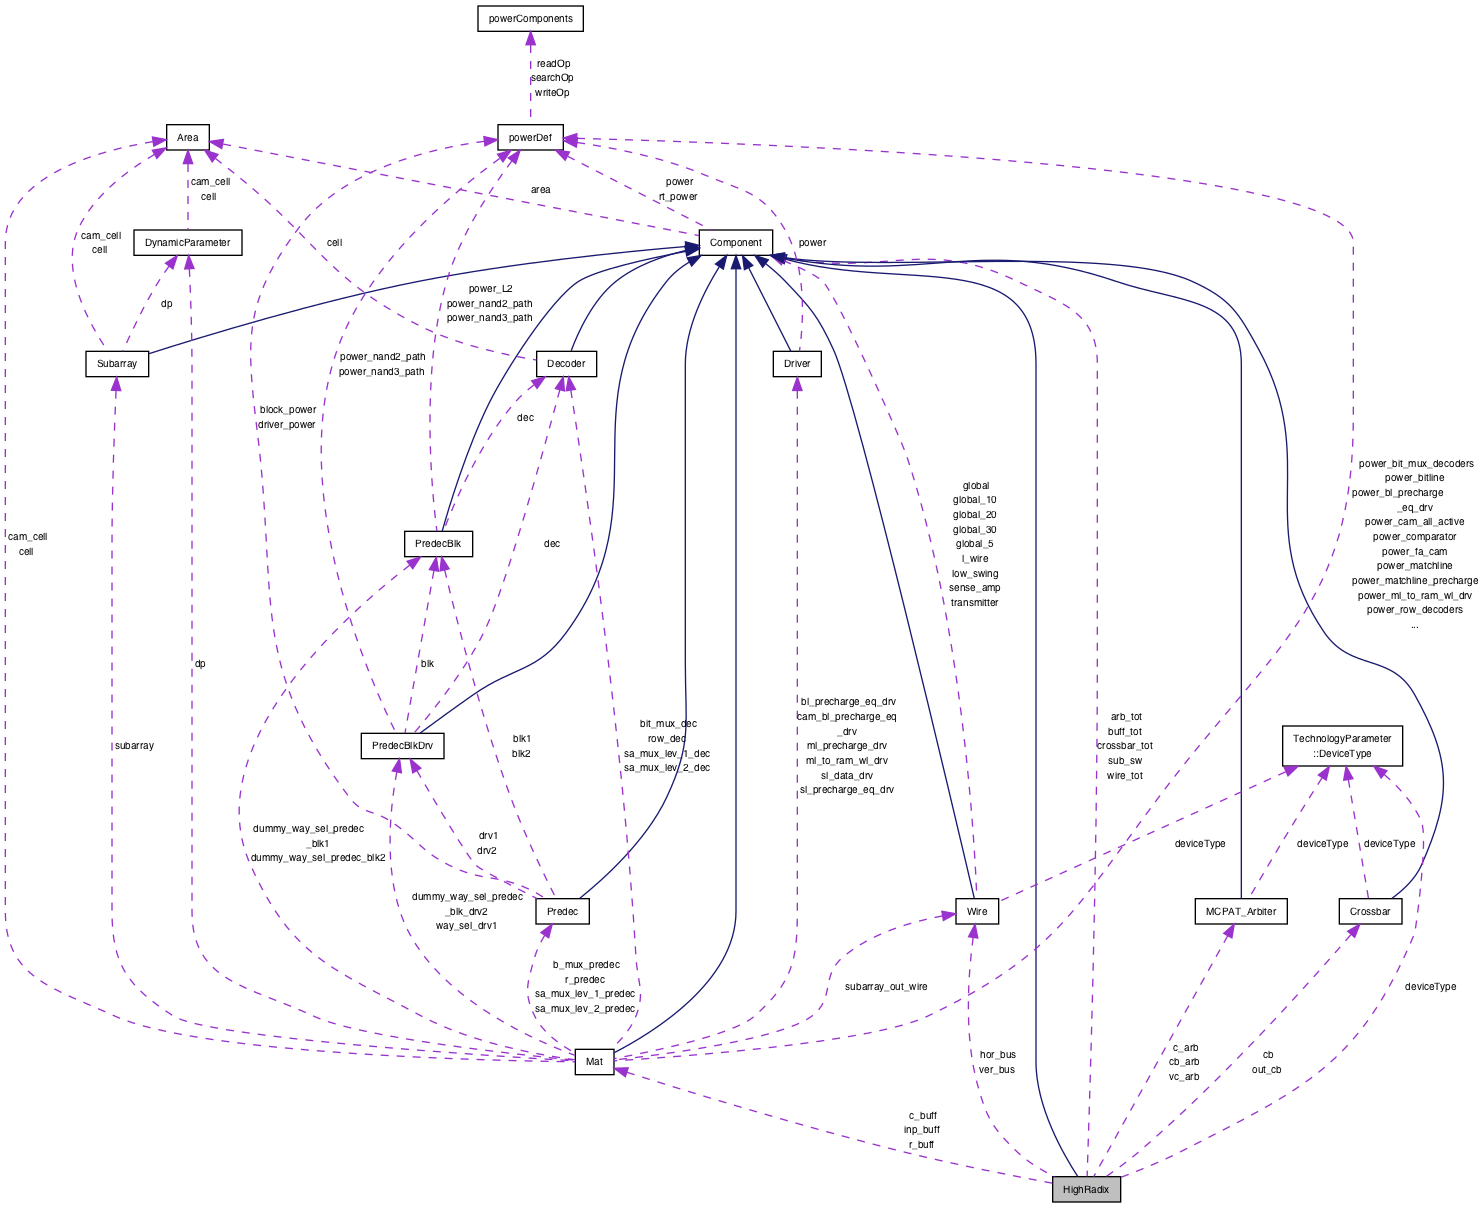 powerComponents
readOp
searchOp
writeOp
Area
powerDef
cam_cell
cell
area
power
rt_power
cam_cell
cell
DynamicParameter
cell
Component
power
dp
power_L2
power_nand2_path
power_nand3_path
Subarray
power_nand2_path
power_nand3_path
Decoder
Driver
block_power
driver_power
dec
power_bit_mux_decoders
power_bitline
power_bl_precharge
_eq_drv
power_cam_all_active
power_comparator
power_fa_cam
power_matchline
power_matchline_precharge
power_ml_to_ram_wl_drv
power_row_decoders
...
global
global_10
global_20
global_30
global_5
l_wire
low_swing
sense_amp
transmitter
cam_cell
cell
PredecBlk
dec
dp
blk
subarray
PredecBlkDrv
blk1
blk2
bit_mux_dec
row_dec
sa_mux_lev_1_dec
sa_mux_lev_2_dec
bl_precharge_eq_drv
cam_bl_precharge_eq
_drv
ml_precharge_drv
ml_to_ram_wl_drv
sl_data_drv
sl_precharge_eq_drv
arb_tot
buff_tot
crossbar_tot
sub_sw
wire_tot
TechnologyParameter
::DeviceType
dummy_way_sel_predec
_blk1
dummy_way_sel_predec_blk2
drv1
drv2
deviceType
deviceType
deviceType
dummy_way_sel_predec
_blk_drv2
way_sel_drv1
Predec
Wire
MCPAT_Arbiter
Crossbar
b_mux_predec
r_predec
sa_mux_lev_1_predec
sa_mux_lev_2_predec
subarray_out_wire
deviceType
Mat
hor_bus
ver_bus
c_arb
cb_arb
vc_arb
cb
out_cb
c_buff
inp_buff
r_buff
HighRadix